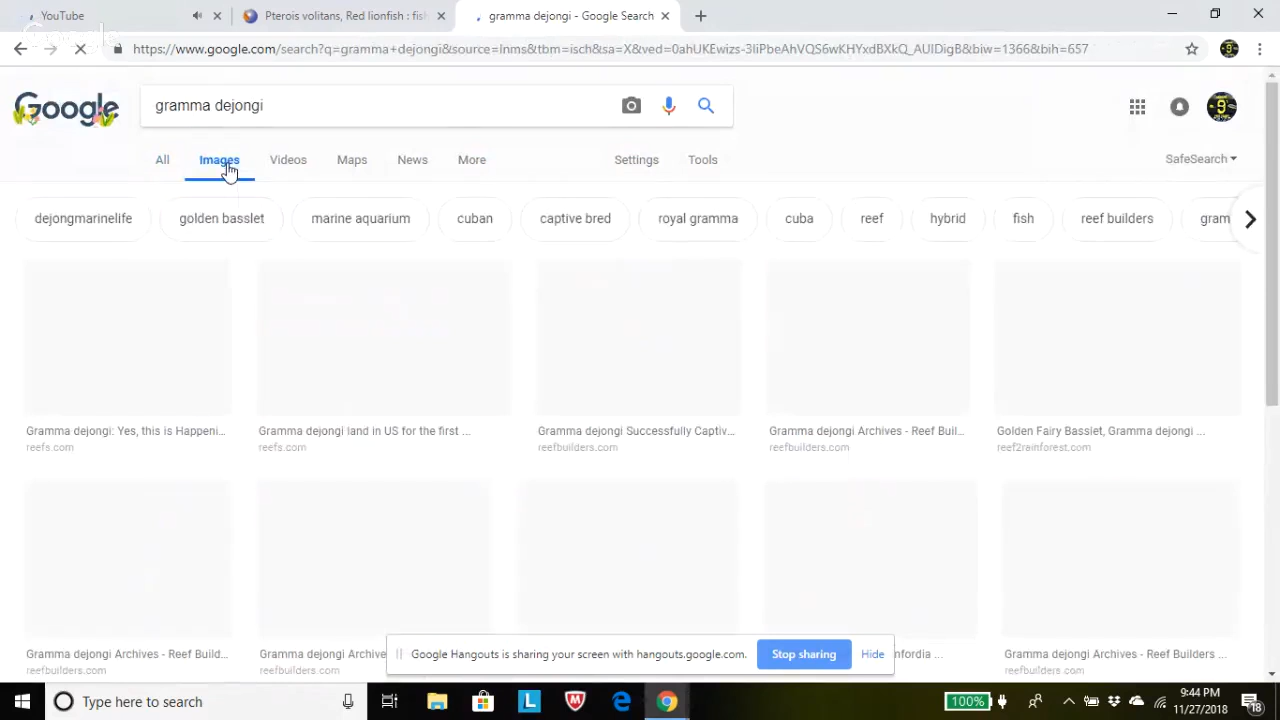 YouTube
Pterois volitans, Red lionfish : fish
gramma dejongi - Google Search
https://www.google.com/search?q=gramma+dejongi&source=lnms&tbm=isch&sa=X&ved=0ahUKEwizs-3liPbeAhVQS6wKHYxdBXkQ_AUIDigB&biw=1366&bih=657
Google
gramma dejongi
All Images Videos Maps News More Settings Tools SafeSearch
dejongmarinelife golden basslet marine aquarium cuban captive bred royal gramma cuba reef hybrid fish reef builders gram
Gramma dejongi: Yes, this is Happeni...
reefs.com
Gramma dejongi land in US for the first ...
reefs.com
Gramma dejongi Successfully Captiv...
reefbuilders.com
Gramma dejongi Archives - Reef Buil...
reefbuilders.com
Golden Fairy Basslet, Gramma dejongi ...
reef2rainforest.com
Gramma dejongi Archives - Reef Build...
reefbuilders.com
Gramma dejongi Archive
reefbuilders.com
nfordia ...
Gramma dejongi Archives - Reef Builders ...
reefbuilders.com
Google Hangouts is sharing your screen with hangouts.google.com.
Stop sharing
Hide
Type here to search
100%
9:44 PM
11/27/2018
18